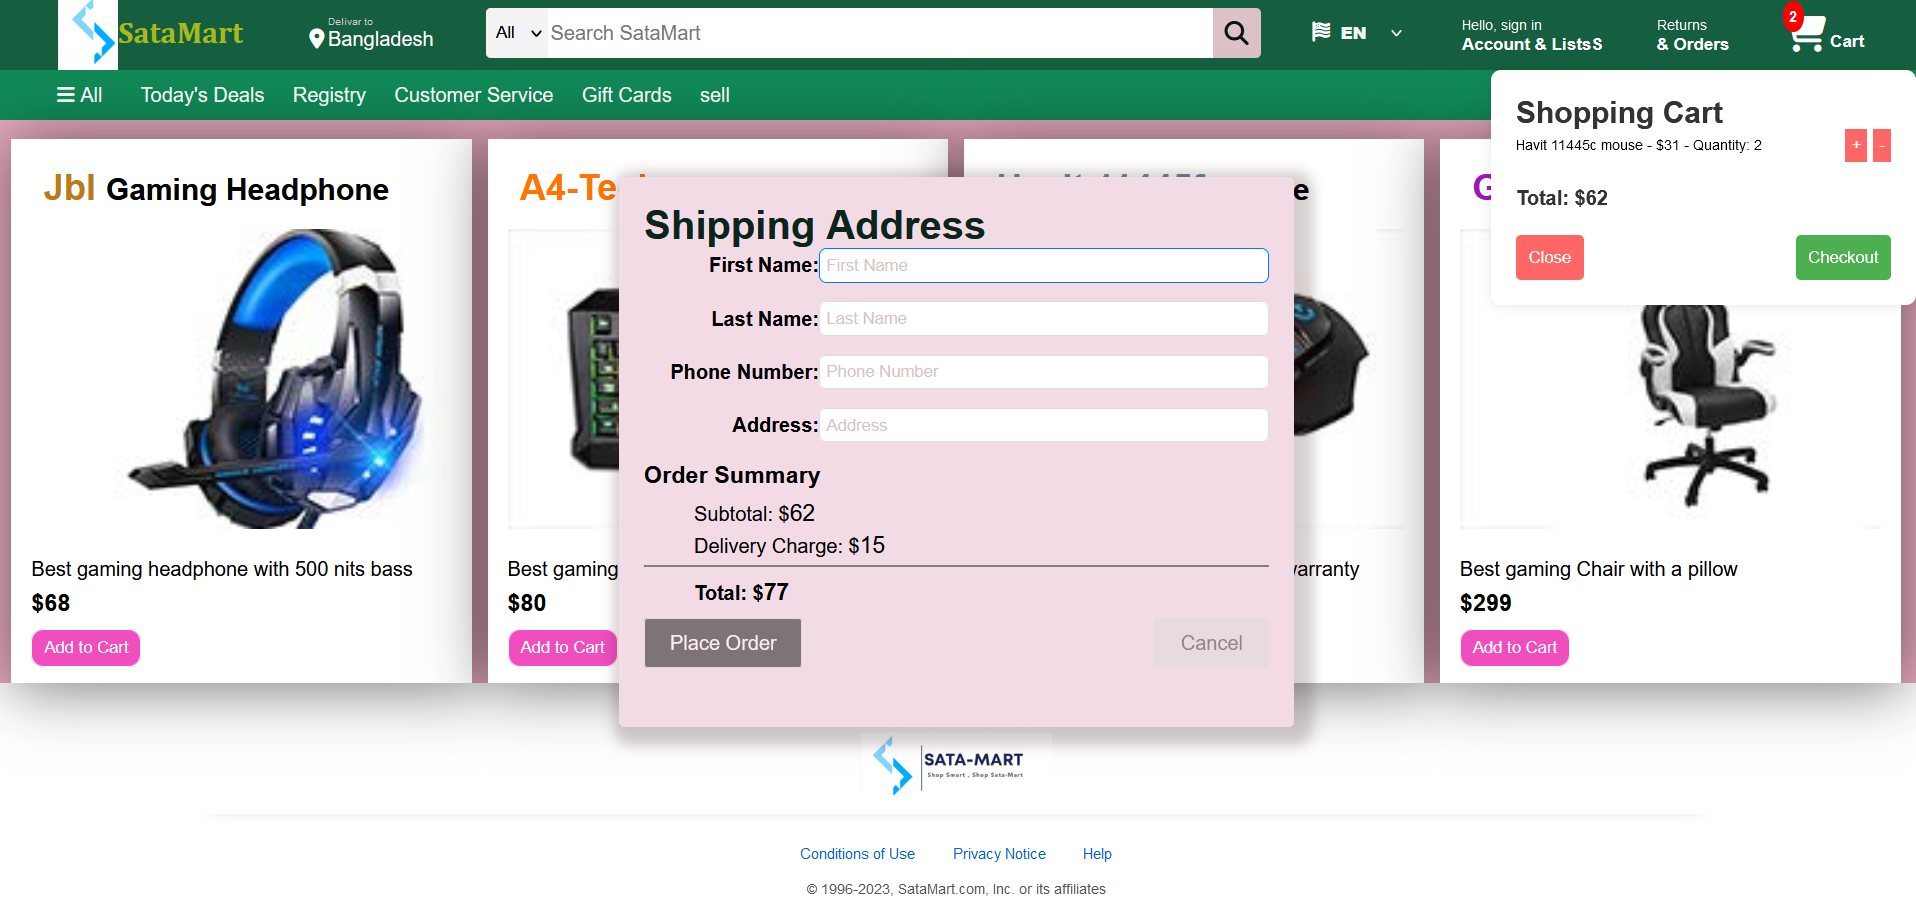 SataMart
Delivar to
Bangladesh
All
Search SataMart
EN
Hello, sign in
Account & ListsS
Returns
& Orders
2
Cart
All
Today's Deals
Registry
Customer Service
Gift Cards
sell
Shopping Cart
Havit 11445c mouse - $31 - Quantity: 2
+
-
Total: $62
Close
Checkout
Jbl Gaming Headphone
Best gaming headphone with 500 nits bass
$68
Add to Cart
A4-Te
Best gaming
$80
Add to Cart
e
arranty
G
Best gaming Chair with a pillow
$299
Add to Cart
Shipping Address
First Name:
First Name
Last Name:
Last Name
Phone Number:
Phone Number
Address:
Address
Order Summary
Subtotal: $62
Delivery Charge: $15
Total: $77
Place Order
Cancel
SATA-MART
Shop Smart , Shop Sata-Mart
Conditions of Use
Privacy Notice
Help
© 1996-2023, SataMart.com, Inc. or its affiliates